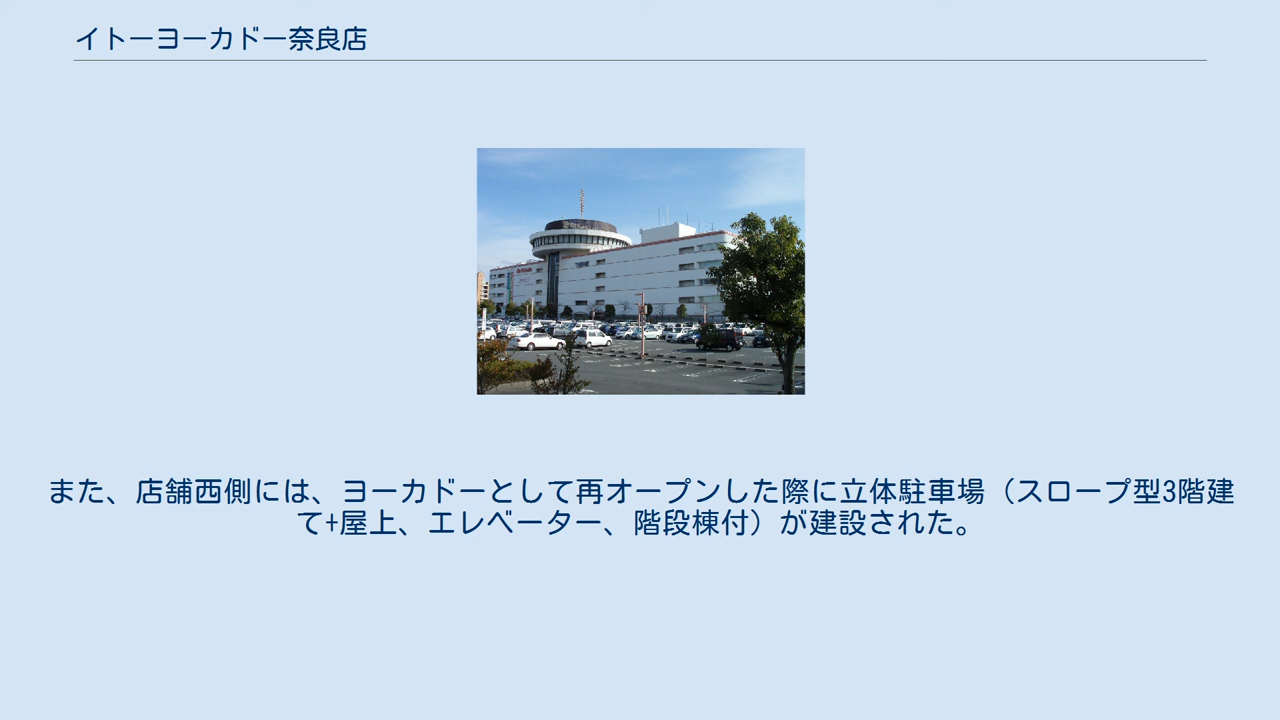 イトーヨーカドー奈良店
また、店舗西側には、ヨーカドーとして再オープンした際に立体駐車場（スロープ型3階建
て+屋上、エレベーター、階段棟付）が建設された。